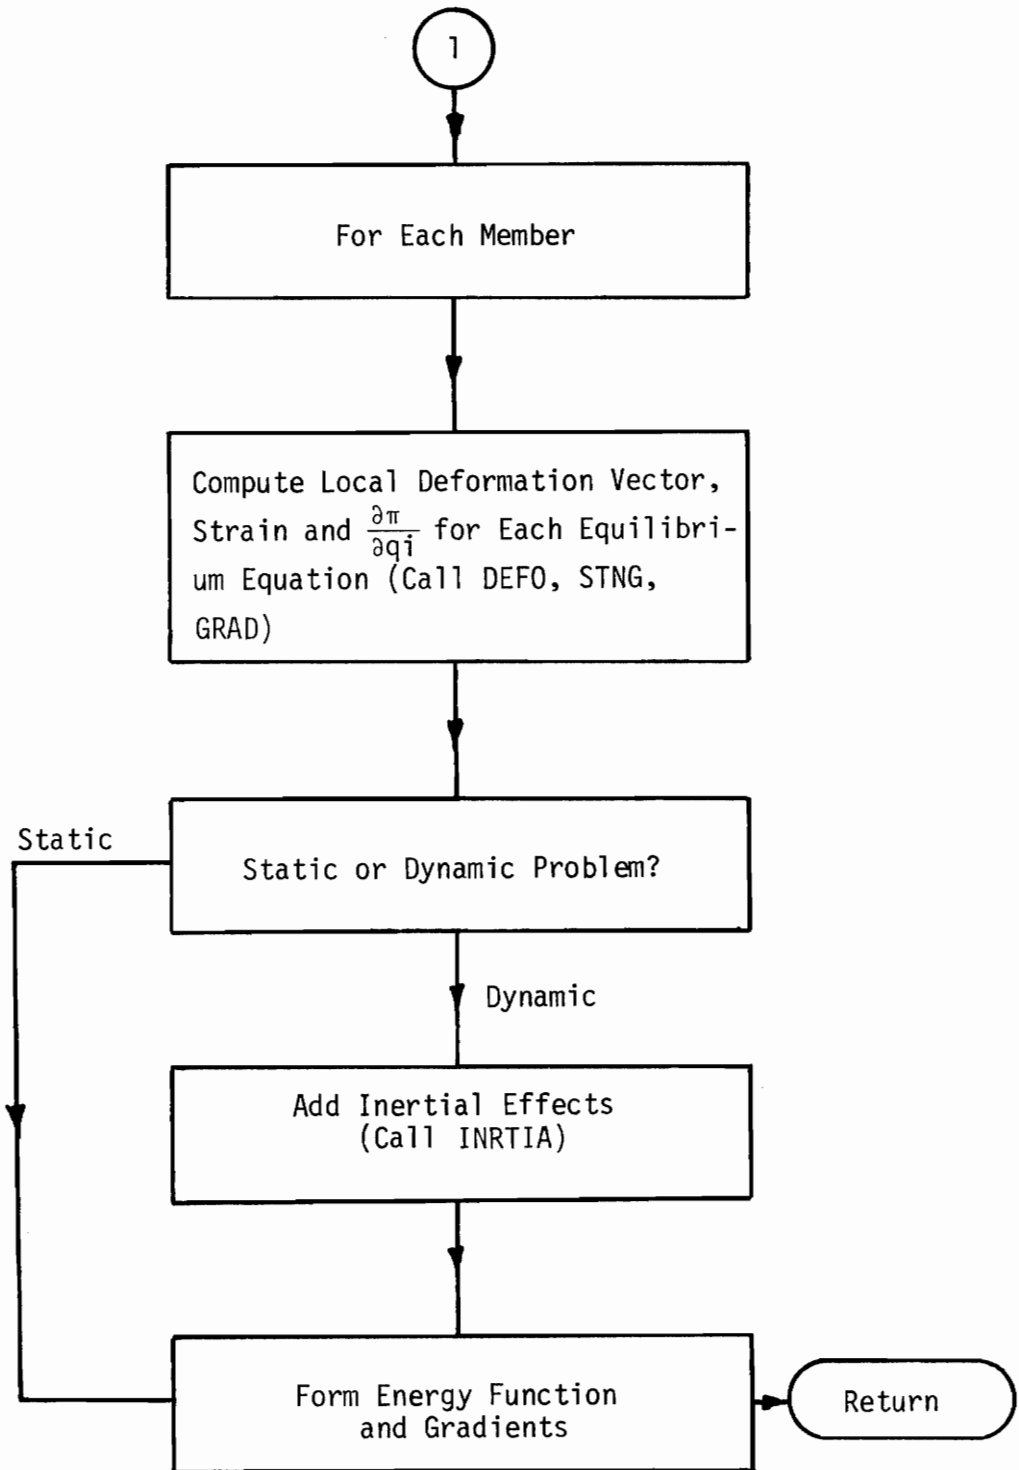 1
For Each Member
Compute Local Deformation Vector,
Strain and ∂π/∂qi for Each Equilibri-
um Equation (Call DEFO, STNG,
GRAD)
Static
Static or Dynamic Problem?
Dynamic
Add Inertial Effects
(Call INRTIA)
Form Energy Function
and Gradients
Return